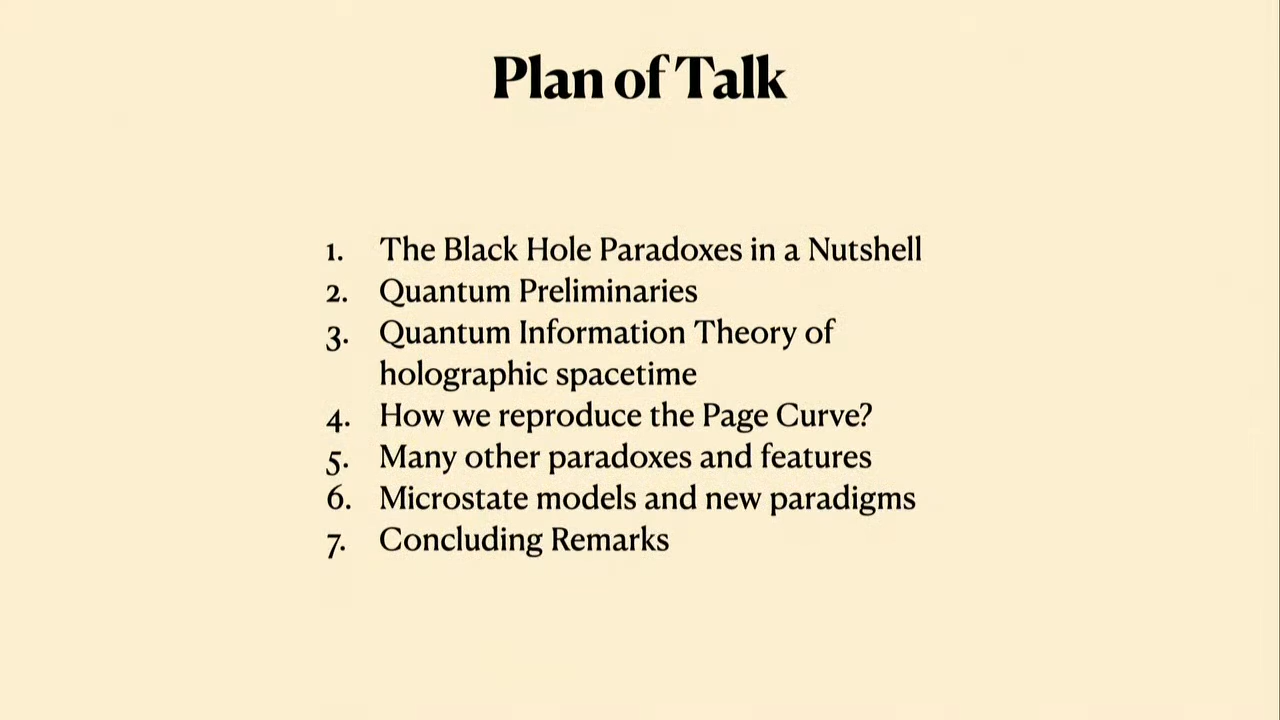 Plan of Talk
1. The Black Hole Paradoxes in a Nutshell
2. Quantum Preliminaries
3. Quantum Information Theory of
holographic spacetime
4. How we reproduce the Page Curve?
5. Many other paradoxes and features
6. Microstate models and new paradigms
7. Concluding Remarks